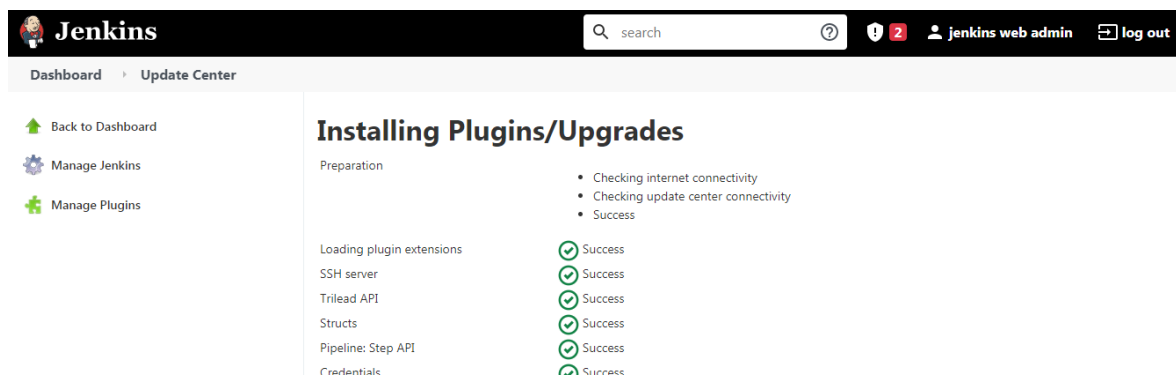 Jenkins
search
2
jenkins web admin
log out
Dashboard
Update Center
Back to Dashboard
Manage Jenkins
Manage Plugins
Installing Plugins/Upgrades
Preparation
Checking internet connectivity
Checking update center connectivity
Success
Loading plugin extensions Success
SSH server Success
Trilead API Success
Structs Success
Pipeline: Step API Success
Credentials Success